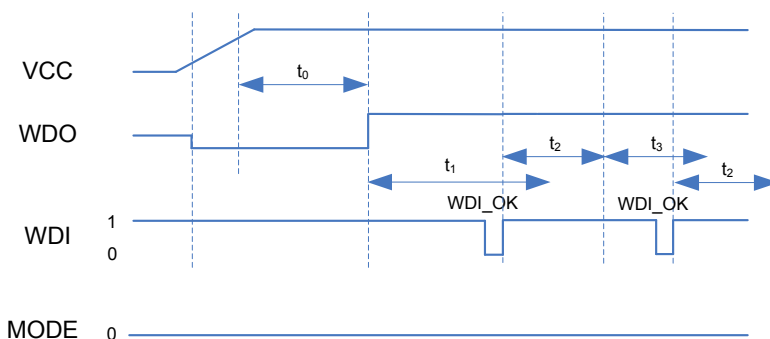 VCC
t₀
WDO
t₂
t₃
t₁
t₂
WDI_OK
WDI_OK
WDI
1
0
MODE
0